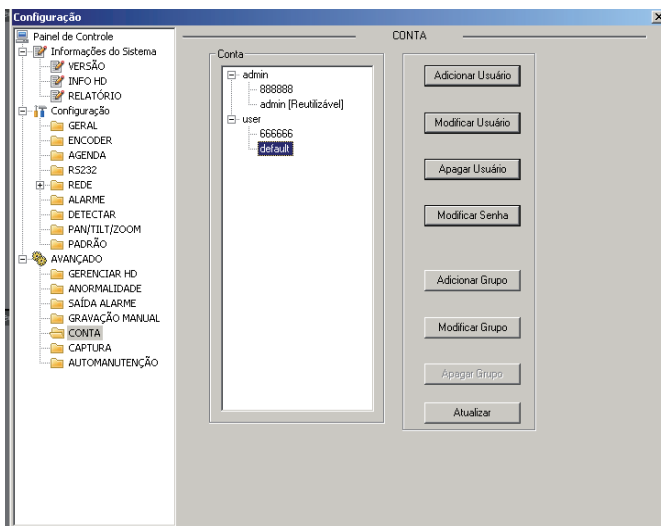 Configuração
Painel de Controle
Informações do Sistema
VERSÃO
INFO HD
RELATÓRIO
Configuração
GERAL
ENCODER
AGENDA
RS232
REDE
ALARME
DETECTAR
PAN/TILT/ZOOM
PADRÃO
AVANÇADO
GERENCIAR HD
ANORMALIDADE
SAÍDA ALARME
GRAVAÇÃO MANUAL
CONTA
CAPTURA
AUTOMANUTENÇÃO
CONTA
Conta
admin
888888
admin [Reutilizável]
user
666666
default
Adicionar Usuário
Modificar Usuário
Apagar Usuário
Modificar Senha
Adicionar Grupo
Modificar Grupo
Apagar Grupo
Atualizar